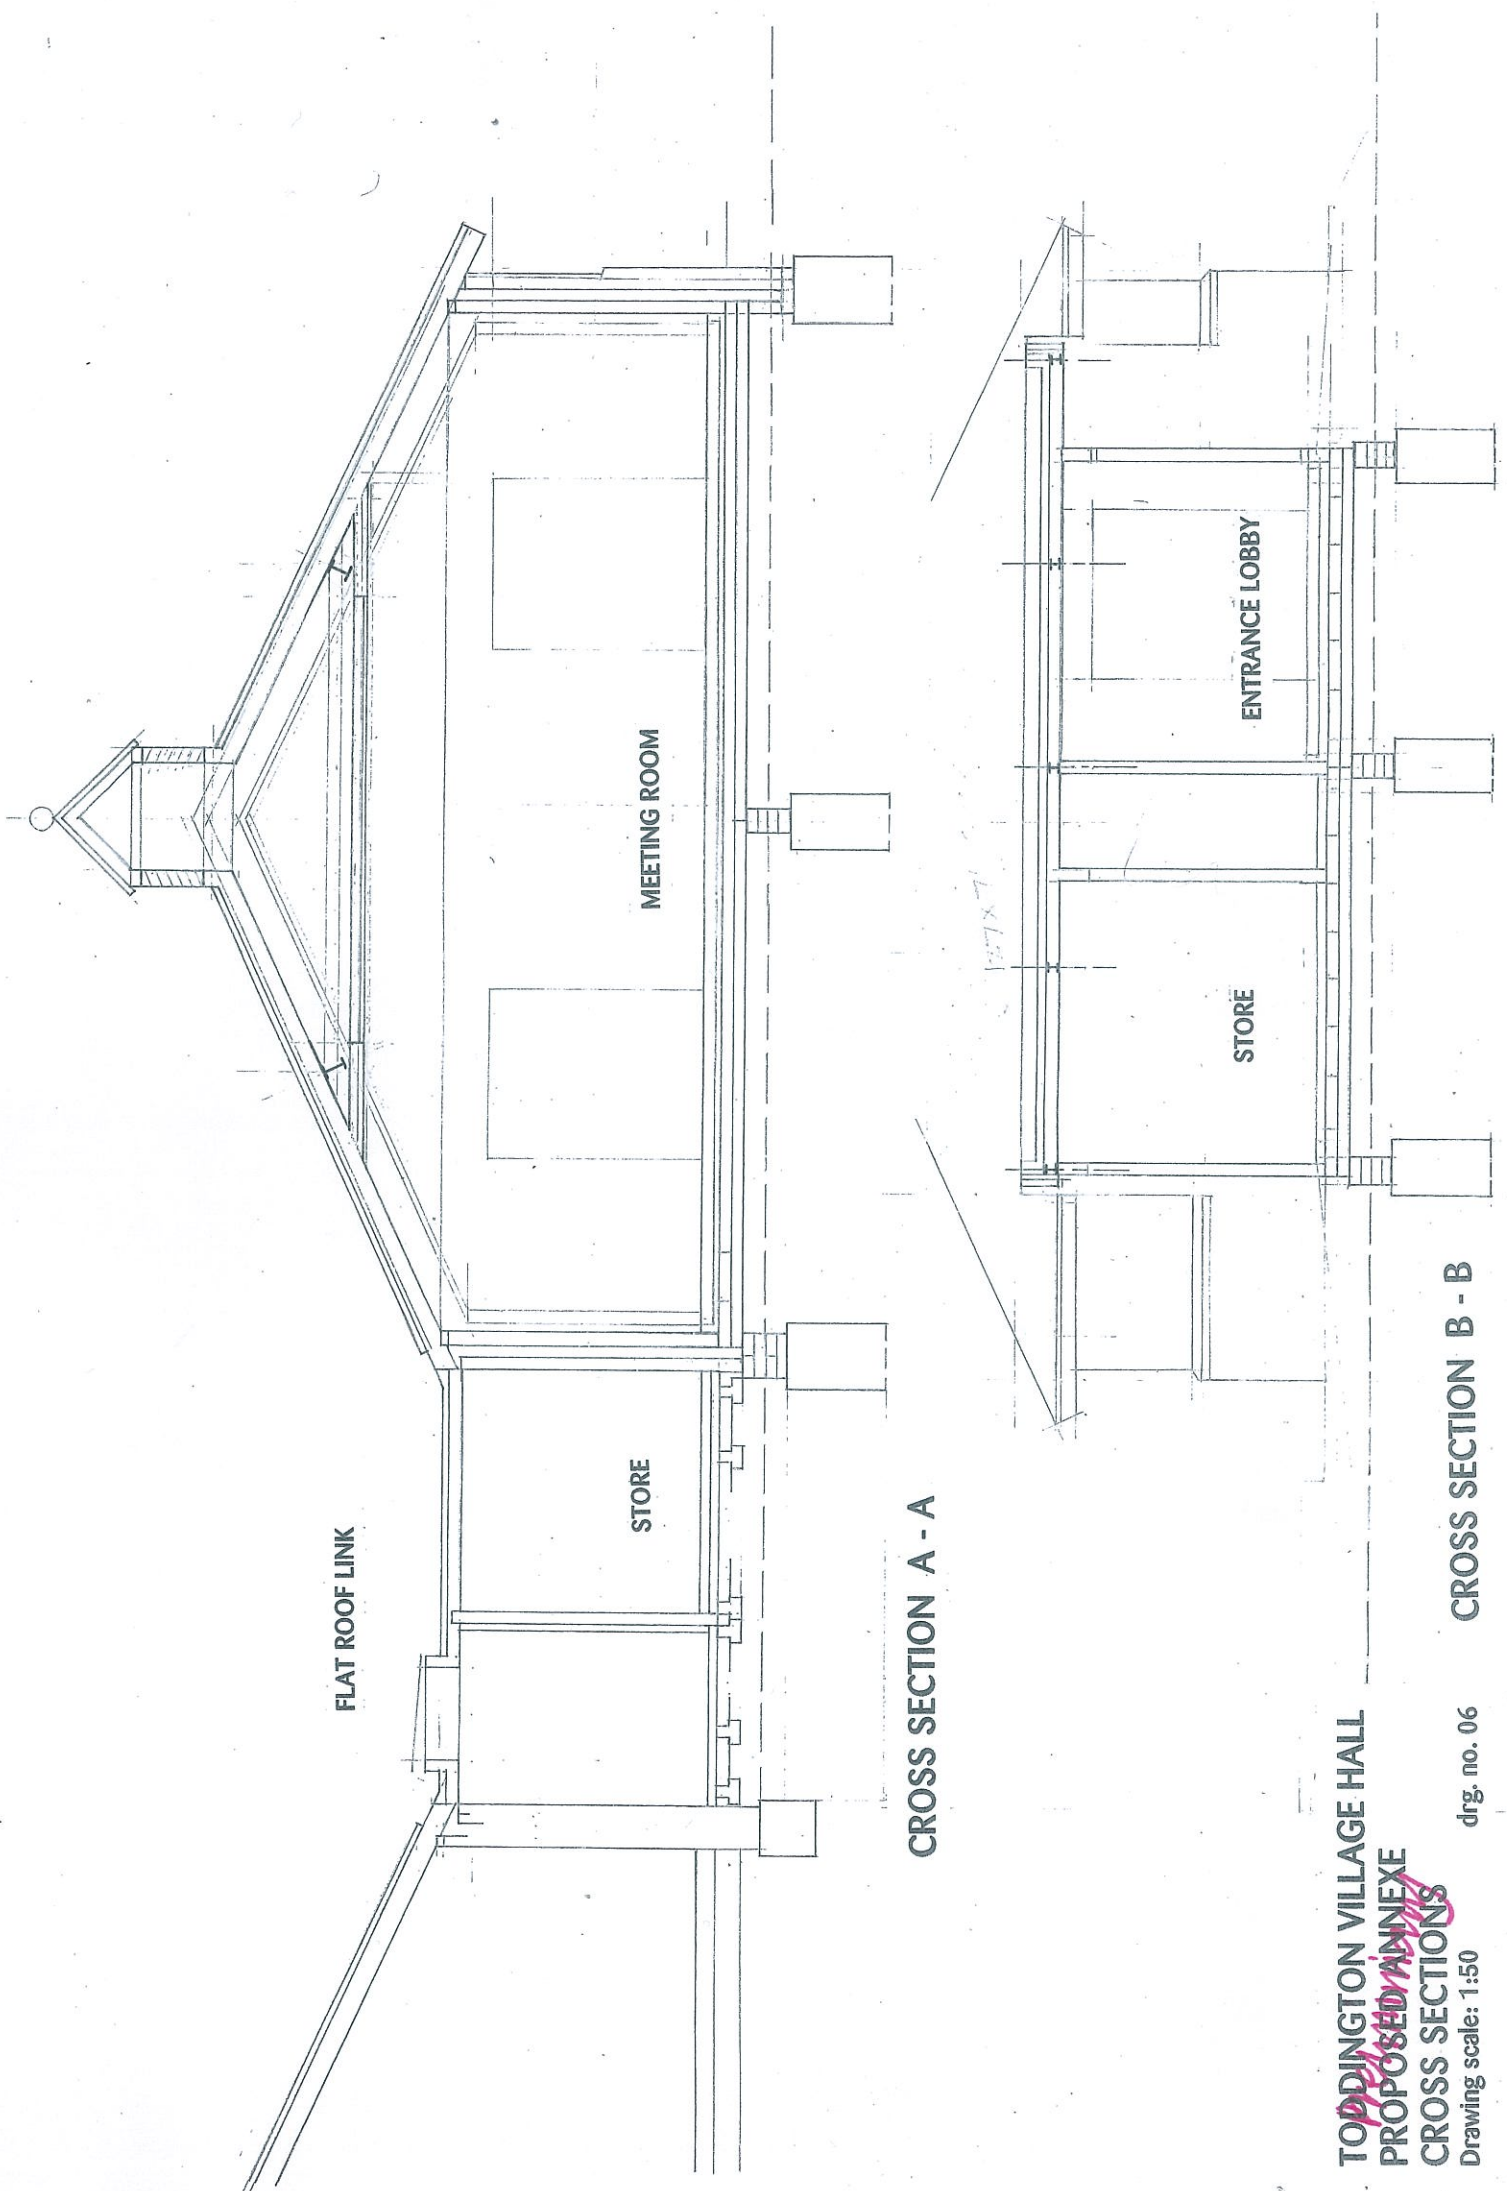 FLAT ROOF LINK
STORE
MEETING ROOM
CROSS SECTION A - A
STORE
ENTRANCE LOBBY
TODDINGTON VILLAGE HALL
PROPOSED ANNEXE
preliminary
CROSS SECTIONS
Drawing scale: 1:50
drg. no. 06
CROSS SECTION B - B